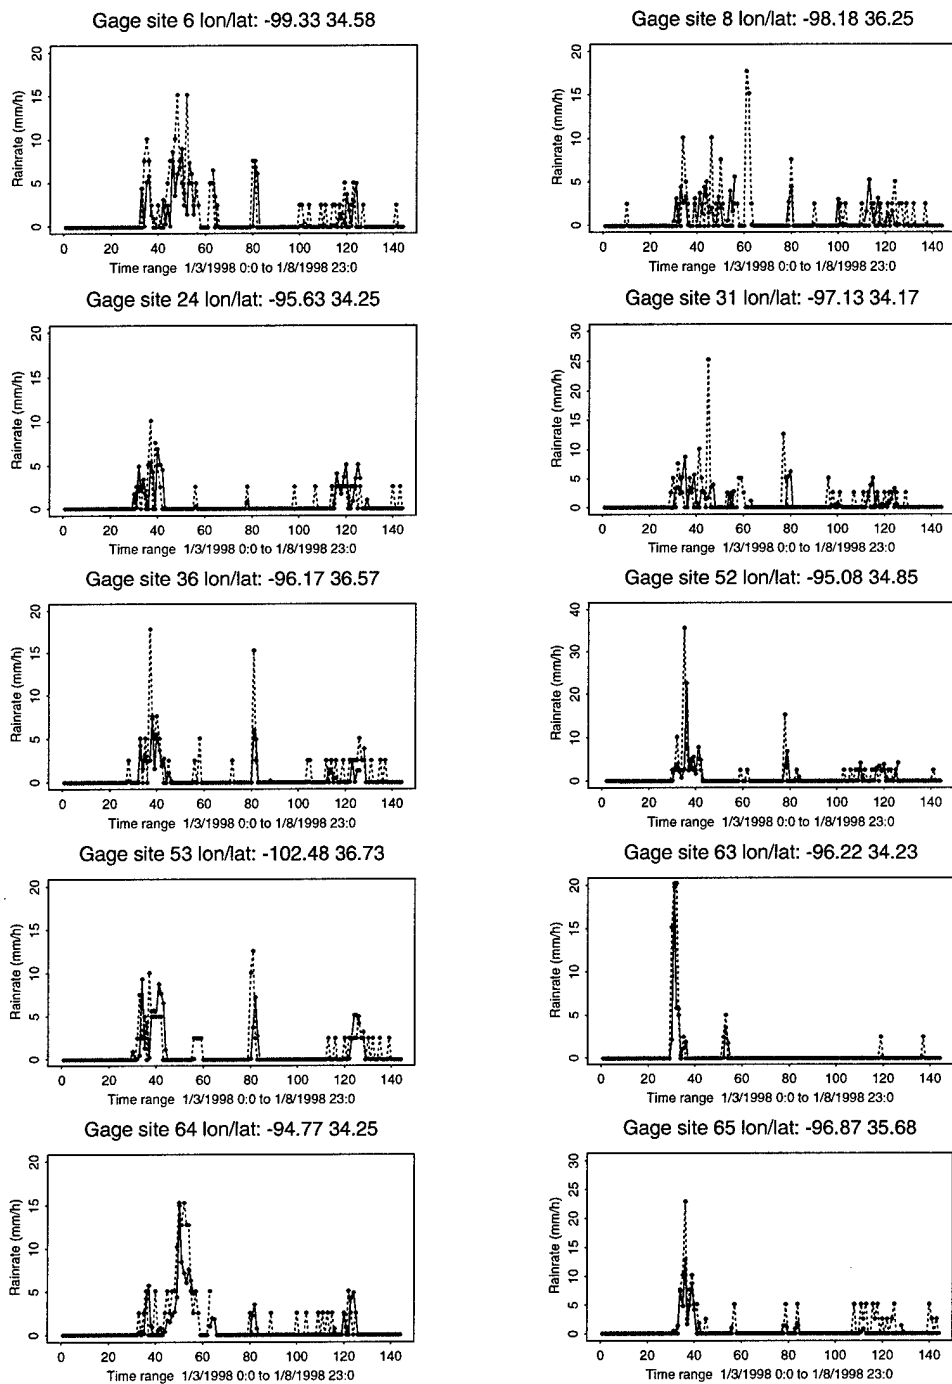 Gage site 6 lon/lat: -99.33 34.58
Rainrate (mm/h)
20
15
10
5
0
0 20 40 60 80 100 120 140
Time range 1/3/1998 0:0 to 1/8/1998 23:0
Gage site 8 lon/lat: -98.18 36.25
Rainrate (mm/h)
20
15
10
5
0
0 20 40 60 80 100 120 140
Time range 1/3/1998 0:0 to 1/8/1998 23:0
Gage site 24 lon/lat: -95.63 34.25
Rainrate (mm/h)
20
15
10
5
0
0 20 40 60 80 100 120 140
Time range 1/3/1998 0:0 to 1/8/1998 23:0
Gage site 31 lon/lat: -97.13 34.17
Rainrate (mm/h)
30
25
20
15
10
5
0
0 20 40 60 80 100 120 140
Time range 1/3/1998 0:0 to 1/8/1998 23:0
Gage site 36 lon/lat: -96.17 36.57
Rainrate (mm/h)
20
15
10
5
0
0 20 40 60 80 100 120 140
Time range 1/3/1998 0:0 to 1/8/1998 23:0
Gage site 52 lon/lat: -95.08 34.85
Rainrate (mm/h)
40
30
20
10
0
0 20 40 60 80 100 120 140
Time range 1/3/1998 0:0 to 1/8/1998 23:0
Gage site 53 lon/lat: -102.48 36.73
Rainrate (mm/h)
20
15
10
5
0
0 20 40 60 80 100 120 140
Time range 1/3/1998 0:0 to 1/8/1998 23:0
Gage site 63 lon/lat: -96.22 34.23
Rainrate (mm/h)
20
15
10
5
0
0 20 40 60 80 100 120 140
Time range 1/3/1998 0:0 to 1/8/1998 23:0
Gage site 64 lon/lat: -94.77 34.25
Rainrate (mm/h)
20
15
10
5
0
0 20 40 60 80 100 120 140
Time range 1/3/1998 0:0 to 1/8/1998 23:0
Gage site 65 lon/lat: -96.87 35.68
Rainrate (mm/h)
30
25
20
15
10
5
0
0 20 40 60 80 100 120 140
Time range 1/3/1998 0:0 to 1/8/1998 23:0